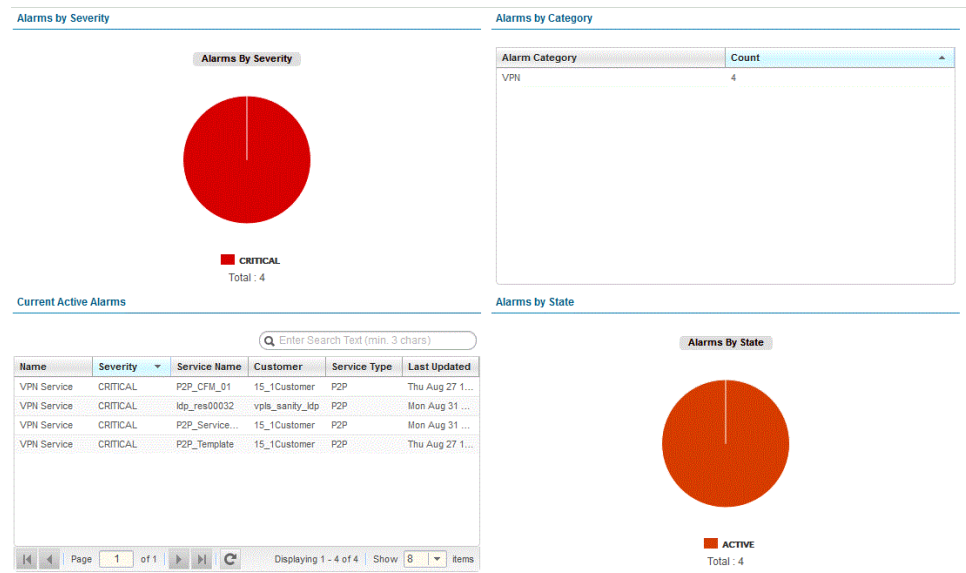 Alarms by Severity
Alarms By Severity
CRITICAL
Total : 4
Alarms by Category
Alarm Category Count
VPN 4
Current Active Alarms
Enter Search Text (min. 3 chars)
Name Severity Service Name Customer Service Type Last Updated
VPN Service CRITICAL P2P_CFM_01 15_1Customer P2P Thu Aug 27 1...
VPN Service CRITICAL ldp_res00032 vpls_sanity_ldp P2P Mon Aug 31 ...
VPN Service CRITICAL P2P_Service... 15_1Customer P2P Mon Aug 31 ...
VPN Service CRITICAL P2P_Template 15_1Customer P2P Thu Aug 27 1...
Page 1 of 1 Displaying 1 - 4 of 4 Show 8 items
Alarms by State
Alarms By State
ACTIVE
Total : 4